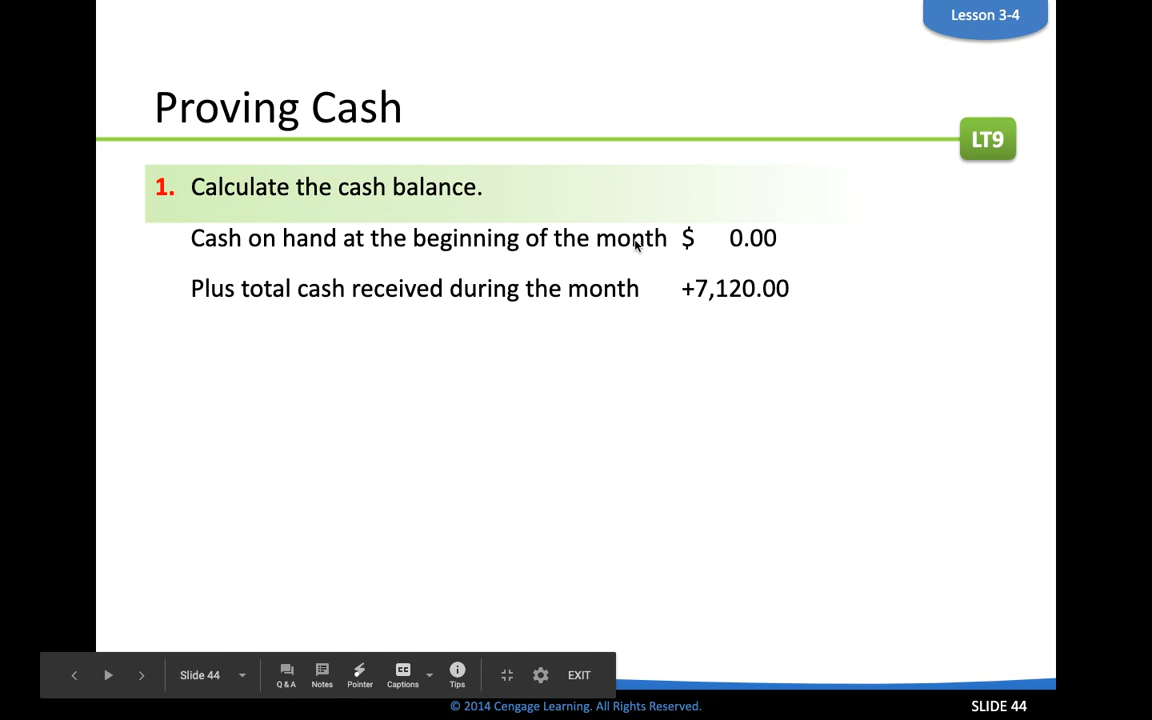 Lesson 3-4
Proving Cash
LT9
1. Calculate the cash balance.
Cash on hand at the beginning of the month $ 0.00
Plus total cash received during the month +7,120.00
Slide 44
Q & A Notes Pointer Captions Tips EXIT
© 2014 Cengage Learning. All Rights Reserved.
SLIDE 44